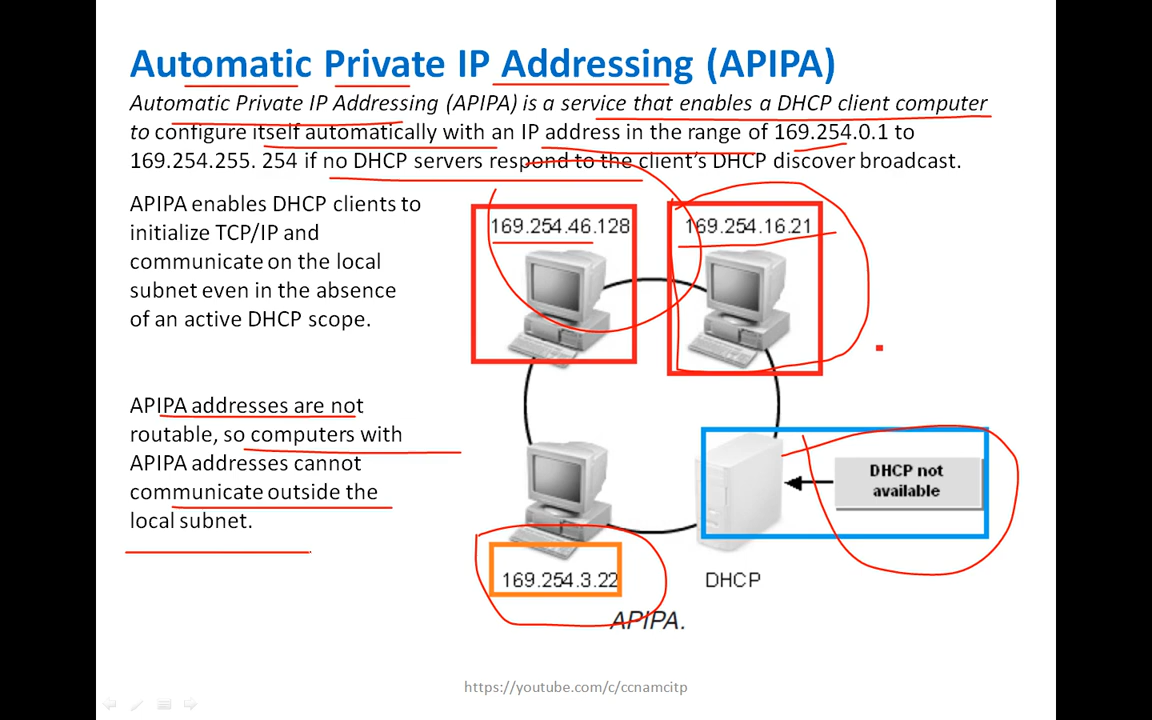 Automatic Private IP Addressing (APIPA)
Automatic Private IP Addressing (APIPA) is a service that enables a DHCP client computer
to configure itself automatically with an IP address in the range of 169.254.0.1 to
169.254.255. 254 if no DHCP servers respond to the client's DHCP discover broadcast.
APIPA enables DHCP clients to
initialize TCP/IP and
communicate on the local
subnet even in the absence
of an active DHCP scope.
APIPA addresses are not
routable, so computers with
APIPA addresses cannot
communicate outside the
local subnet.
169.254.46.128
169.254.16.21
DHCP not
available
169.254.3.22
DHCP
APIPA.
https://youtube.com/c/ccnamcitp